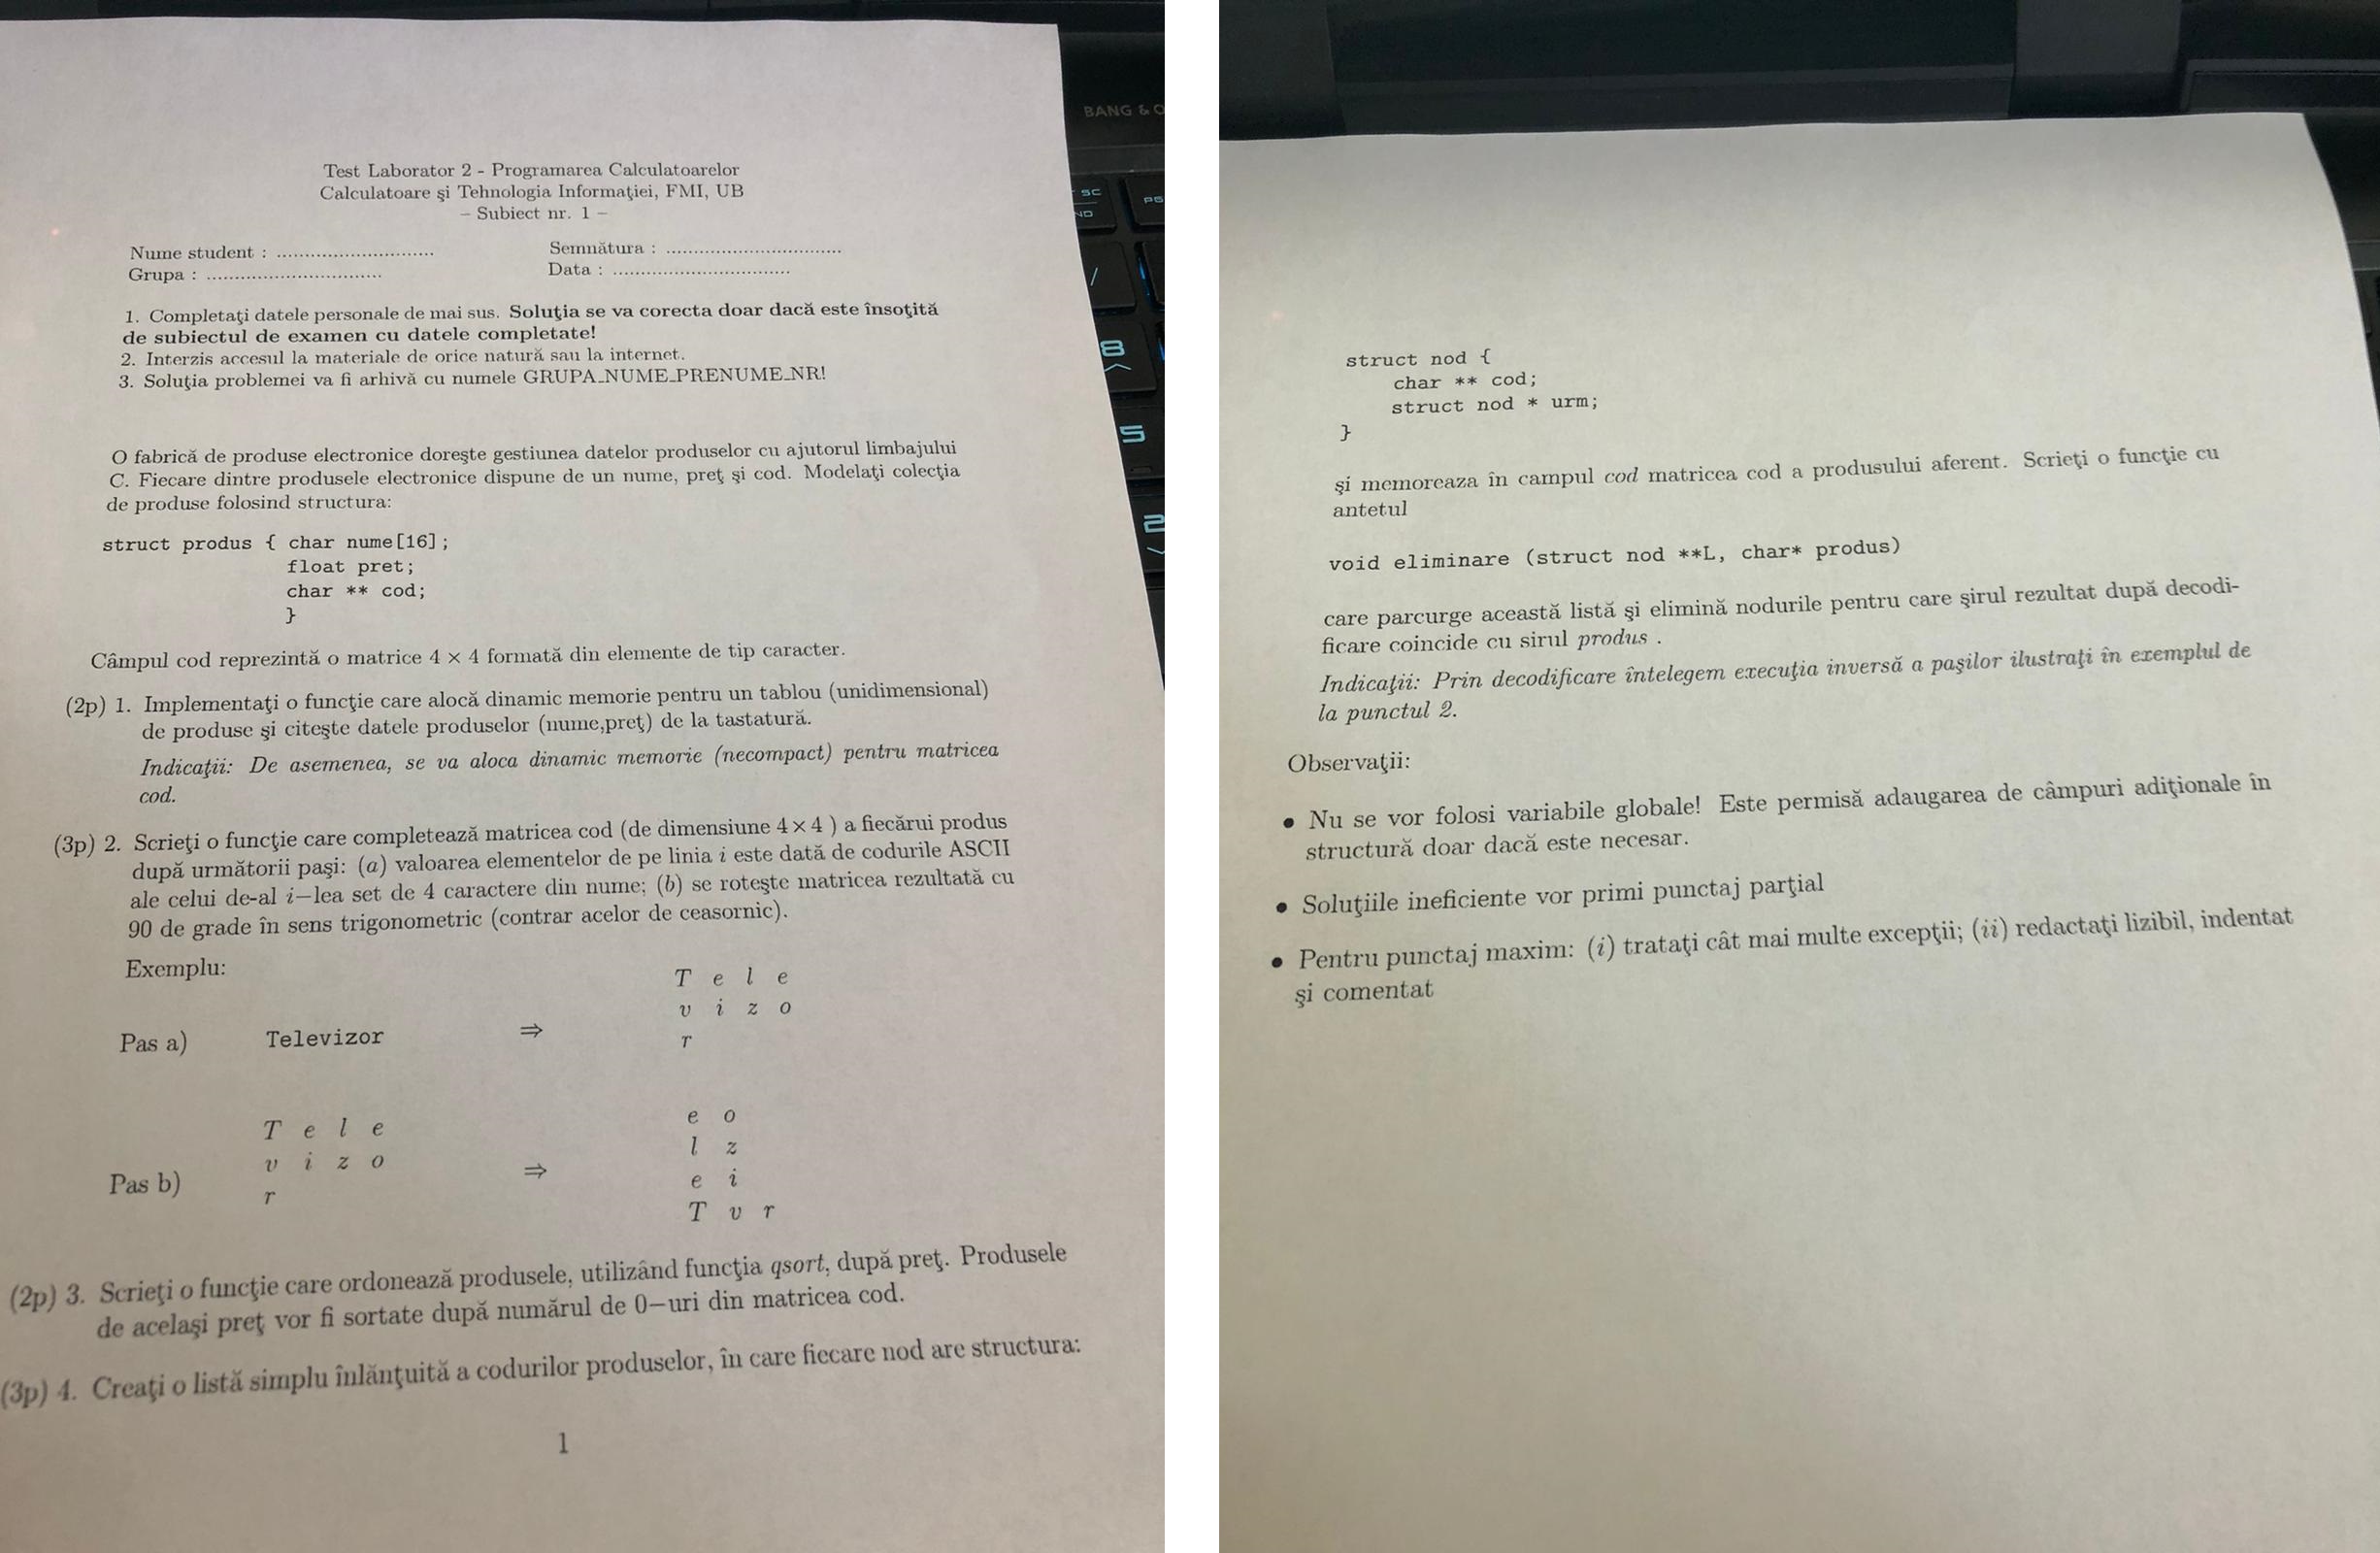 BANG & O
SC
ND
PG
/
8
5
2
Test Laborator 2 - Programarea Calculatoarelor
Calculatoare şi Tehnologia Informaţiei, FMI, UB
– Subiect nr. 1 –
Nume student : ............................ Semnătura : ...............................
Grupa : ............................... Data : ...............................
1. Completaţi datele personale de mai sus. Soluţia se va corecta doar dacă este însoţită
de subiectul de examen cu datele completate!
2. Interzis accesul la materiale de orice natură sau la internet.
3. Soluţia problemei va fi arhivă cu numele GRUPA_NUME_PRENUME_NR!
O fabrică de produse electronice doreşte gestiunea datelor produselor cu ajutorul limbajului
C. Fiecare dintre produsele electronice dispune de un nume, preţ şi cod. Modelaţi colecţia
de produse folosind structura:
struct produs { char nume[16];
float pret;
char ** cod;
}
Câmpul cod reprezintă o matrice 4 × 4 formată din elemente de tip caracter.
(2p) 1. Implementaţi o funcţie care alocă dinamic memorie pentru un tablou (unidimensional)
de produse şi citeşte datele produselor (nume,preţ) de la tastatură.
Indicaţii: De asemenea, se va aloca dinamic memorie (necompact) pentru matricea
cod.
(3p) 2. Scrieţi o funcţie care completează matricea cod (de dimensiune 4 × 4 ) a fiecărui produs
după următorii paşi: (a) valoarea elementelor de pe linia i este dată de codurile ASCII
ale celui de-al i–lea set de 4 caractere din nume; (b) se roteşte matricea rezultată cu
90 de grade în sens trigonometric (contrar acelor de ceasornic).
Exemplu:
T e l e
v i z o
Pas a) Televizor ⇒
r
e o
T e l e
l z
v i z o
Pas b) ⇒
e i
r
T v r
(2p) 3. Scrieţi o funcţie care ordonează produsele, utilizând funcţia qsort, după preţ. Produsele
de acelaşi preţ vor fi sortate după numărul de 0–uri din matricea cod.
(3p) 4. Creaţi o listă simplu înlănţuită a codurilor produselor, în care fiecare nod are structura:
1
struct nod {
char ** cod;
struct nod * urm;
}
şi memoreaza în campul cod matricea cod a produsului aferent. Scrieţi o funcţie cu
antetul
void eliminare (struct nod **L, char* produs)
care parcurge această listă şi elimină nodurile pentru care şirul rezultat după decodi-
ficare coincide cu sirul produs .
Indicaţii: Prin decodificare întelegem execuţia inversă a paşilor ilustraţi în exemplul de
la punctul 2.
Observaţii:
• Nu se vor folosi variabile globale! Este permisă adaugarea de câmpuri adiţionale în
structură doar dacă este necesar.
• Soluţiile ineficiente vor primi punctaj parţial
• Pentru punctaj maxim: (i) trataţi cât mai multe excepţii; (ii) redactaţi lizibil, indentat
şi comentat